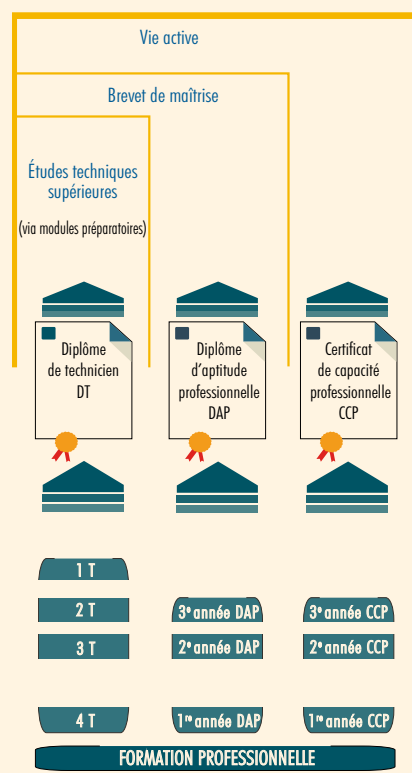 Vie active
Brevet de maîtrise
Études techniques
supérieures
(via modules préparatoires)
Diplôme
de technicien
DT
Diplôme
d'aptitude
professionnelle
DAP
Certificat
de capacité
professionnelle
CCP
1 T
2 T
3e année DAP
3e année CCP
3 T
2e année DAP
2e année CCP
4 T
1re année DAP
1re année CCP
FORMATION PROFESSIONNELLE